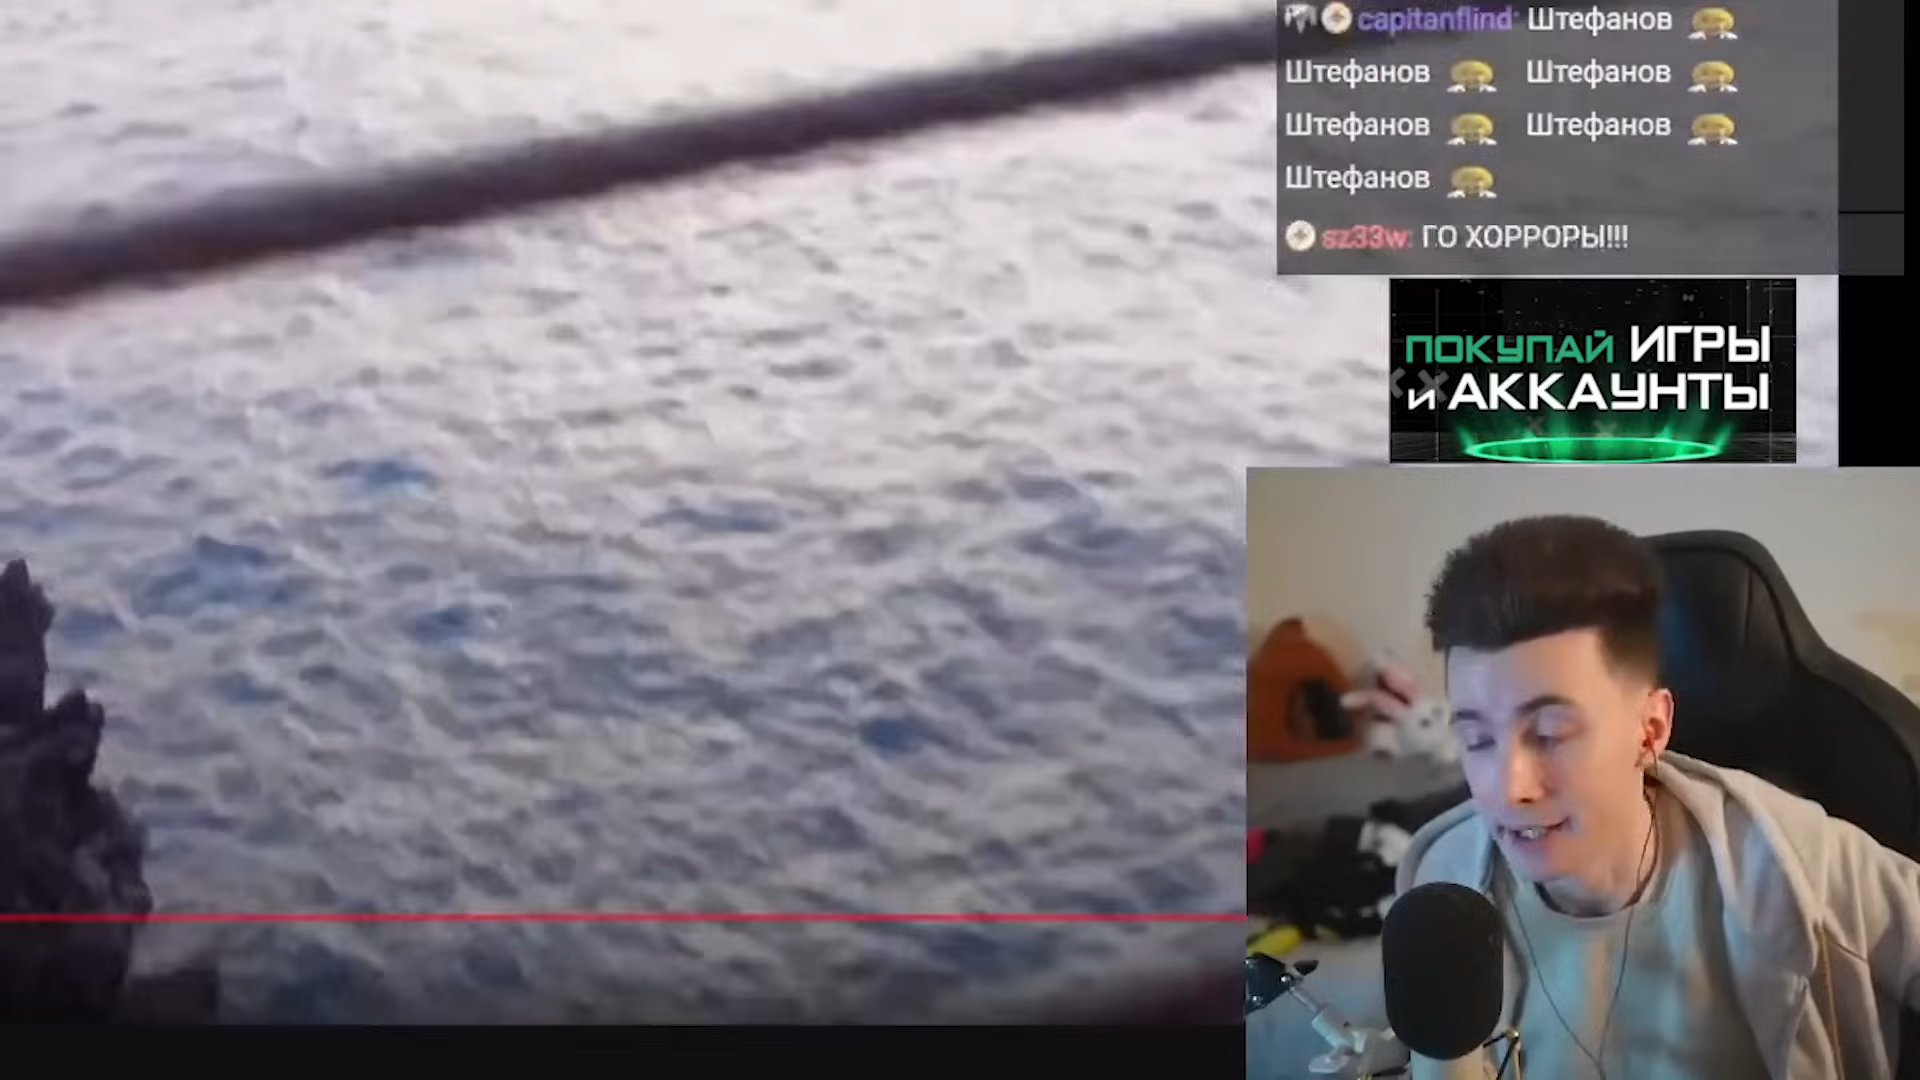 capitanflind: Штефанов
Штефанов Штефанов
Штефанов Штефанов
Штефанов
sz33w: ГО ХОРРОРЫ!!!
ПОКУПАЙ ИГРЫ
и АККАУНТЫ